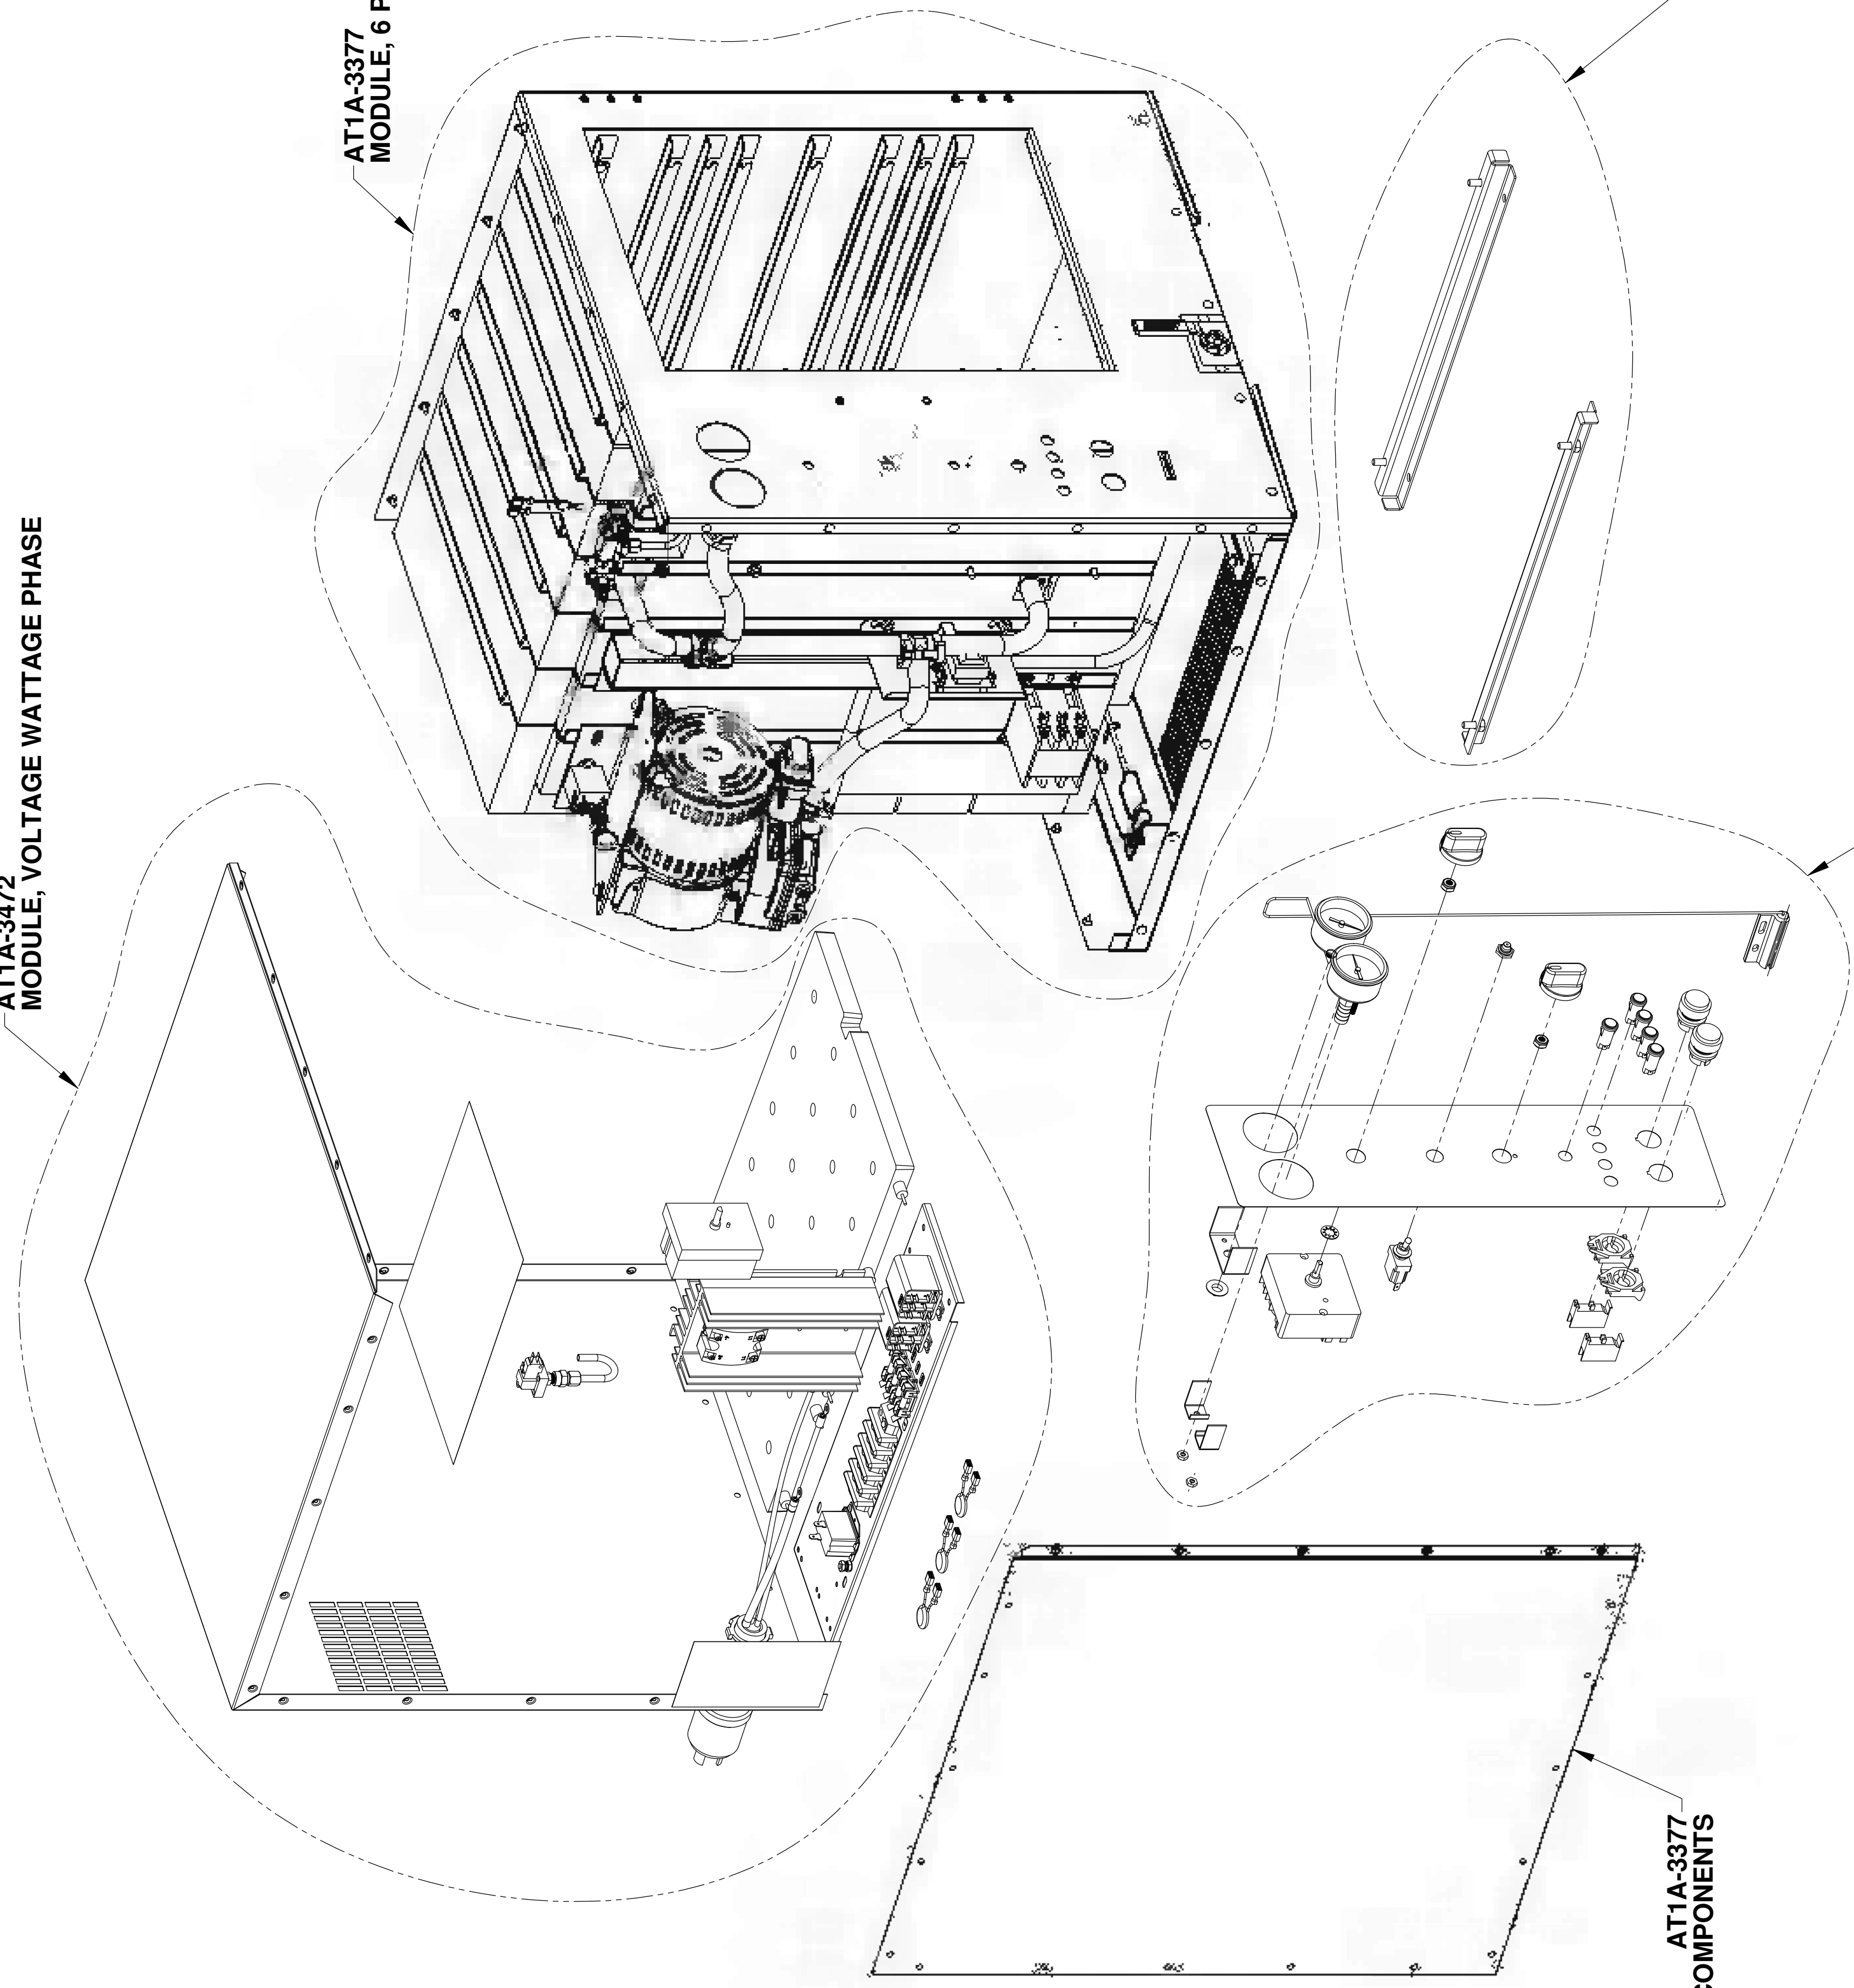 AT1A-3472
MODULE, VOLTAGE WATTAGE PHASE
AT1A-3377
MODULE, 6 P
AT1A-3377
COMPONENTS